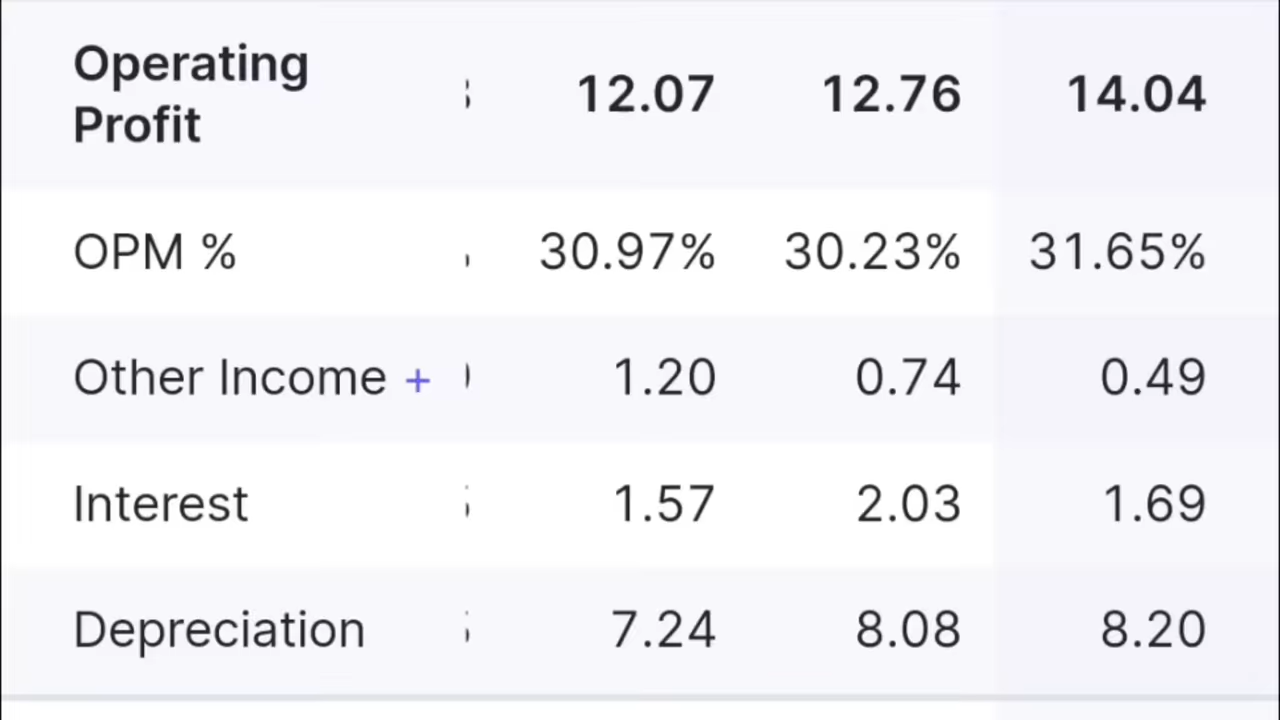 Operating
Profit 12.07 12.76 14.04
OPM % 30.97% 30.23% 31.65%
Other Income + 1.20 0.74 0.49
Interest 1.57 2.03 1.69
Depreciation 7.24 8.08 8.20